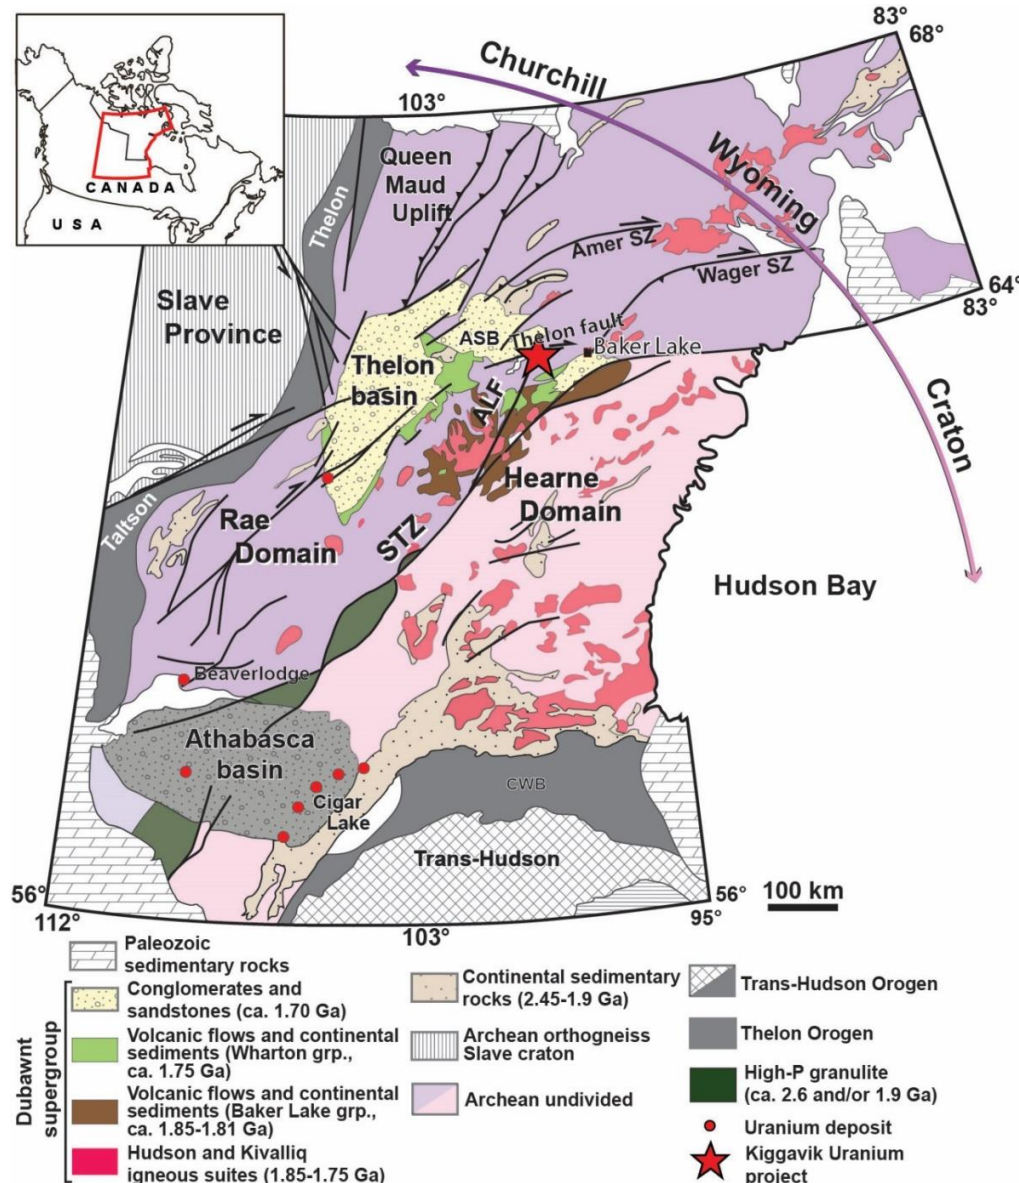 CANADA
USA
83°
68°
103°
Churchill
Wyoming
Craton
Queen
Maud
Uplift
Thelon
Amer SZ
Wager SZ
64°
83°
Slave
Province
ASB
Thelon fault
Baker Lake
Thelon
basin
ALF
Hearne
Domain
Rae
Domain
STZ
Taltson
Hudson Bay
Beaverlodge
Athabasca
basin
Cigar
Lake
CWB
Trans-Hudson
56°
112°
103°
56°
95°
100 km
Paleozoic
sedimentary rocks
Dubawnt
supergroup
Conglomerates and
sandstones (ca. 1.70 Ga)
Volcanic flows and continental
sediments (Wharton grp.,
ca. 1.75 Ga)
Volcanic flows and continental
sediments (Baker Lake grp.,
ca. 1.85-1.81 Ga)
Hudson and Kivalliq
igneous suites (1.85-1.75 Ga)
Continental sedimentary
rocks (2.45-1.9 Ga)
Archean orthogneiss
Slave craton
Archean undivided
Trans-Hudson Orogen
Thelon Orogen
High-P granulite
(ca. 2.6 and/or 1.9 Ga)
Uranium deposit
Kiggavik Uranium
project